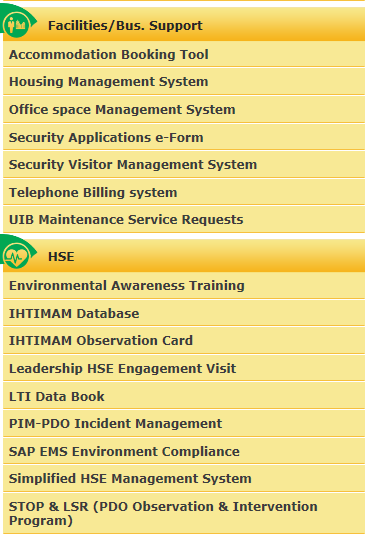 Facilities/Bus. Support
Accommodation Booking Tool
Housing Management System
Office space Management System
Security Applications e-Form
Security Visitor Management System
Telephone Billing system
UIB Maintenance Service Requests
HSE
Environmental Awareness Training
IHTIMAM Database
IHTIMAM Observation Card
Leadership HSE Engagement Visit
LTI Data Book
PIM-PDO Incident Management
SAP EMS Environment Compliance
Simplified HSE Management System
STOP & LSR (PDO Observation & Intervention
Program)